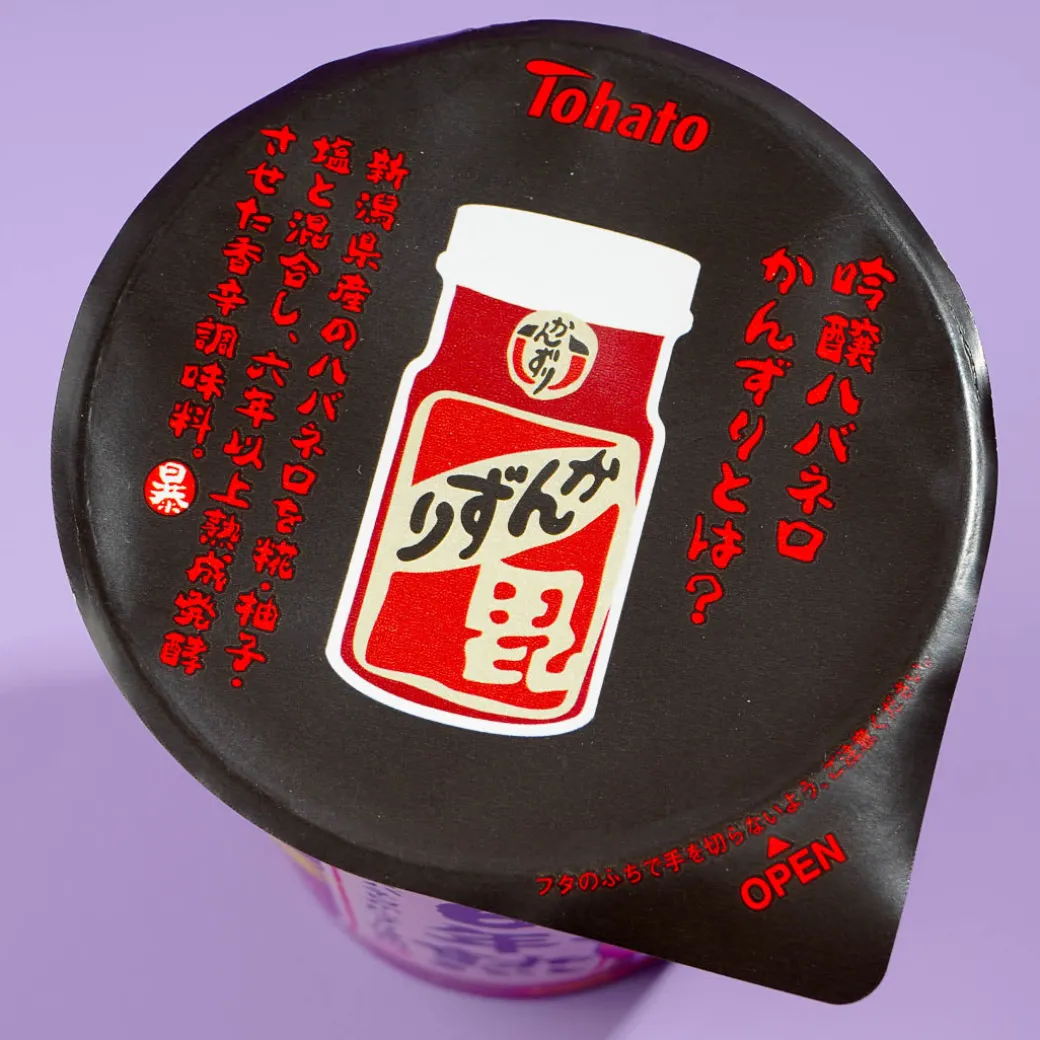 Tohato
吟醸ハバネロ
かんずりとは?
かんずり
かんずり
毘
新潟県産のハバネロを糀・柚子・
塩と混合し、六年以上熟成発酵
させた香辛調味料。
暴
フタのふちで手を切らないよう、ご注意ください。
OPEN